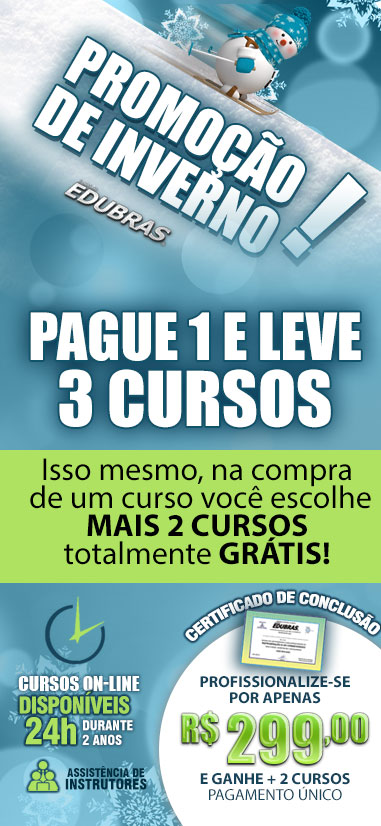 PROMOÇÃO
DE INVERNO!
EDUBRAS
PAGUE 1 E LEVE
3 CURSOS
Isso mesmo, na compra
de um curso você escolhe
MAIS 2 CURSOS
totalmente GRÁTIS!
CERTIFICADO DE CONCLUSÃO
EDUBRAS
CURSOS ON-LINE
DISPONÍVEIS
24h DURANTE
2 ANOS
ASSISTÊNCIA DE
INSTRUTORES
PROFISSIONALIZE-SE
POR APENAS
R$ 299,00
E GANHE + 2 CURSOS
PAGAMENTO ÚNICO